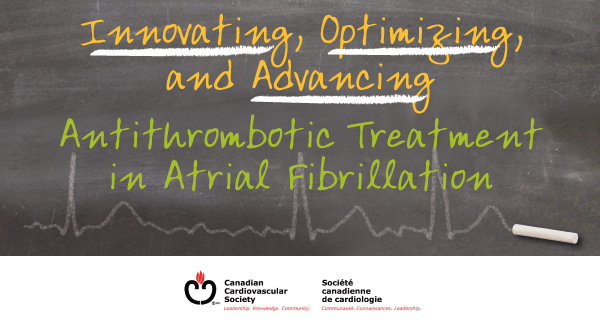 Innovating, Optimizing,
and Advancing
Antithrombotic Treatment
in Atrial Fibrillation
Canadian
Cardiovascular
Society
Leadership. Knowledge. Community.
Société
canadienne
de cardiologie
Communauté. Connaissances. Leadership.